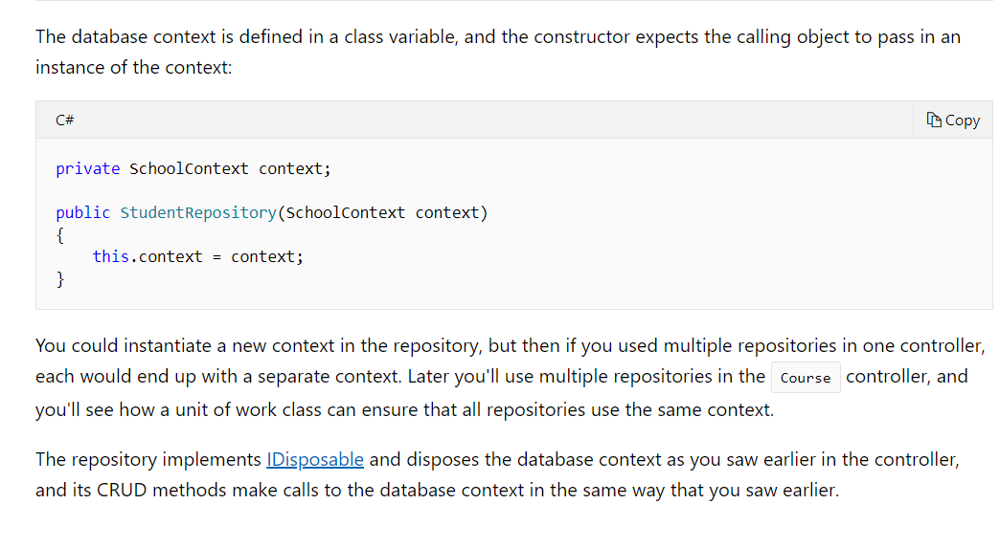 The database context is defined in a class variable, and the constructor expects the calling object to pass in an
instance of the context:
C#
Copy
private SchoolContext context;
public StudentRepository(SchoolContext context)
{
    this.context = context;
}
You could instantiate a new context in the repository, but then if you used multiple repositories in one controller,
each would end up with a separate context. Later you'll use multiple repositories in the Course controller, and
you'll see how a unit of work class can ensure that all repositories use the same context.
The repository implements IDisposable and disposes the database context as you saw earlier in the controller,
and its CRUD methods make calls to the database context in the same way that you saw earlier.